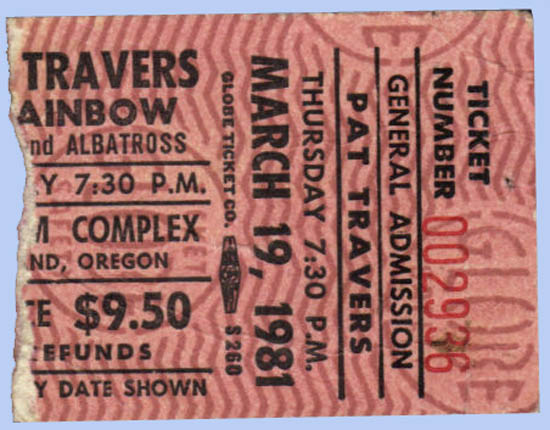 TRAVERS
AINBOW
nd ALBATROSS
Y 7:30 P.M.
M COMPLEX
ND, OREGON
E $9.50
EFUNDS
Y DATE SHOWN
TICKET
NUMBER 002936
GENERAL ADMISSION
PAT TRAVERS
THURSDAY 7:30 P.M.
MARCH 19, 1981
GLOBE TICKET CO. S260
GLOBE